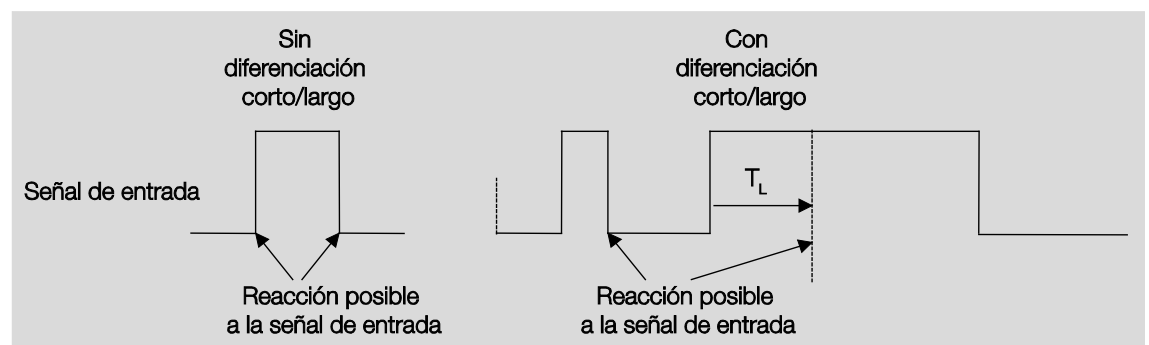 Sin
diferenciación
corto/largo
Con
diferenciación
corto/largo
Señal de entrada
TL
Reacción posible
a la señal de entrada
Reacción posible
a la señal de entrada